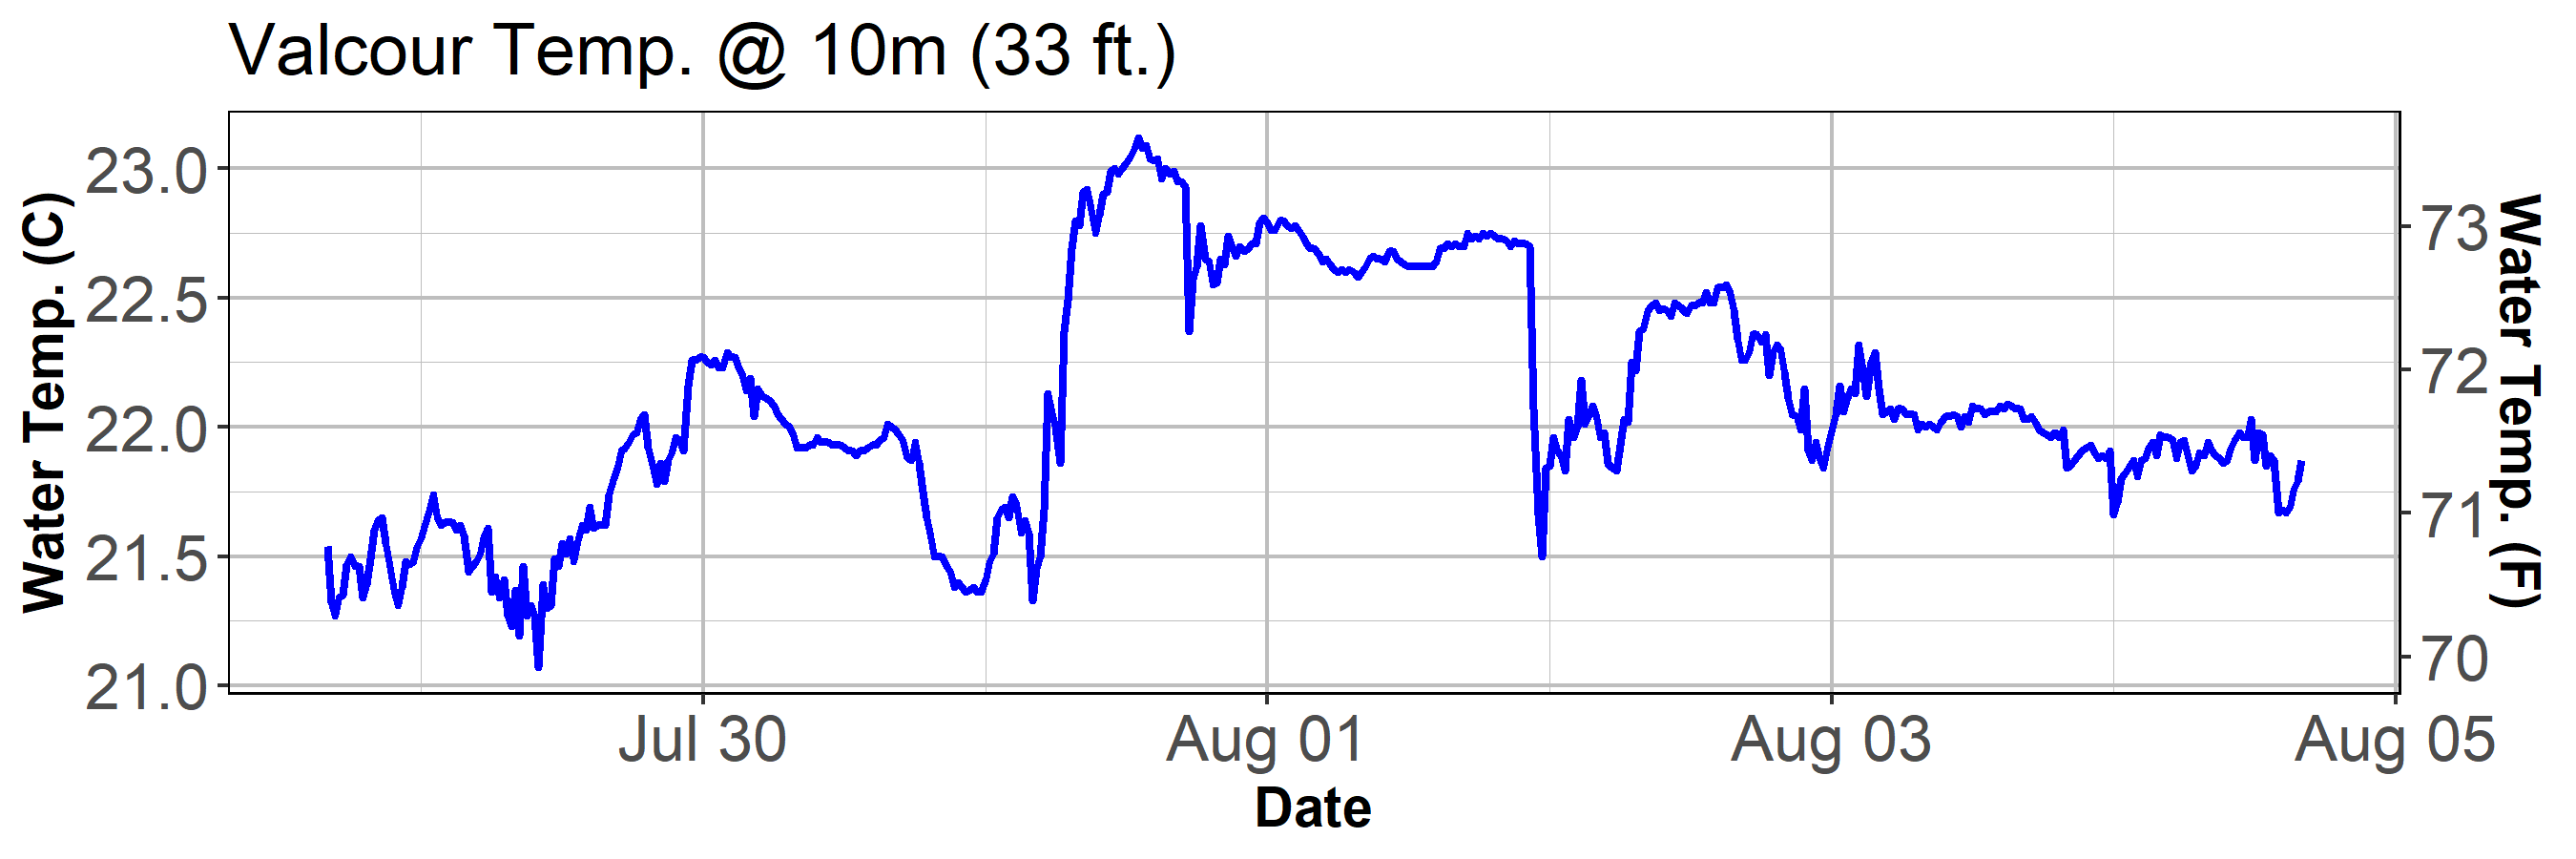 Valcour Temp. @ 10m (33 ft.)
Water Temp. (C)
23.0
22.5
22.0
21.5
21.0
73
72
71
70
Water Temp. (F)
Jul 30 Aug 01 Aug 03 Aug 05
Date